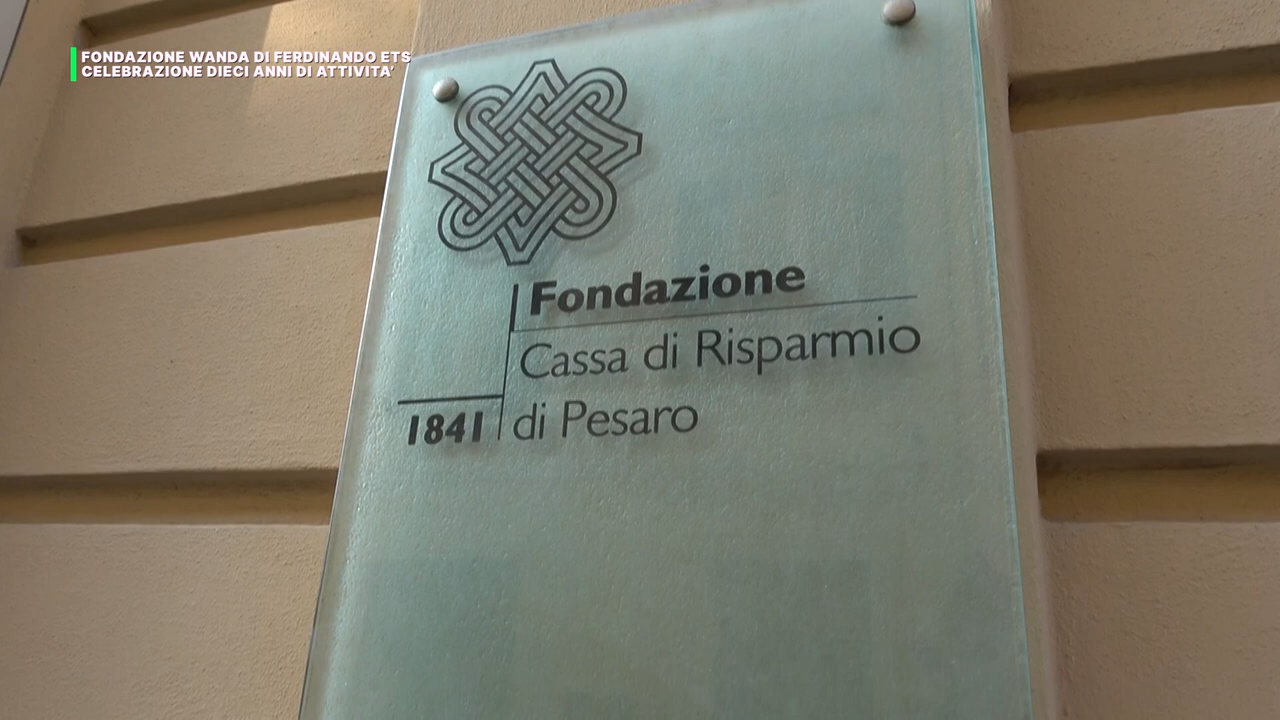 FONDAZIONE WANDA DI FERDINANDO ETS
CELEBRAZIONE DIECI ANNI DI ATTIVITA'
Fondazione
Cassa di Risparmio
1841 di Pesaro